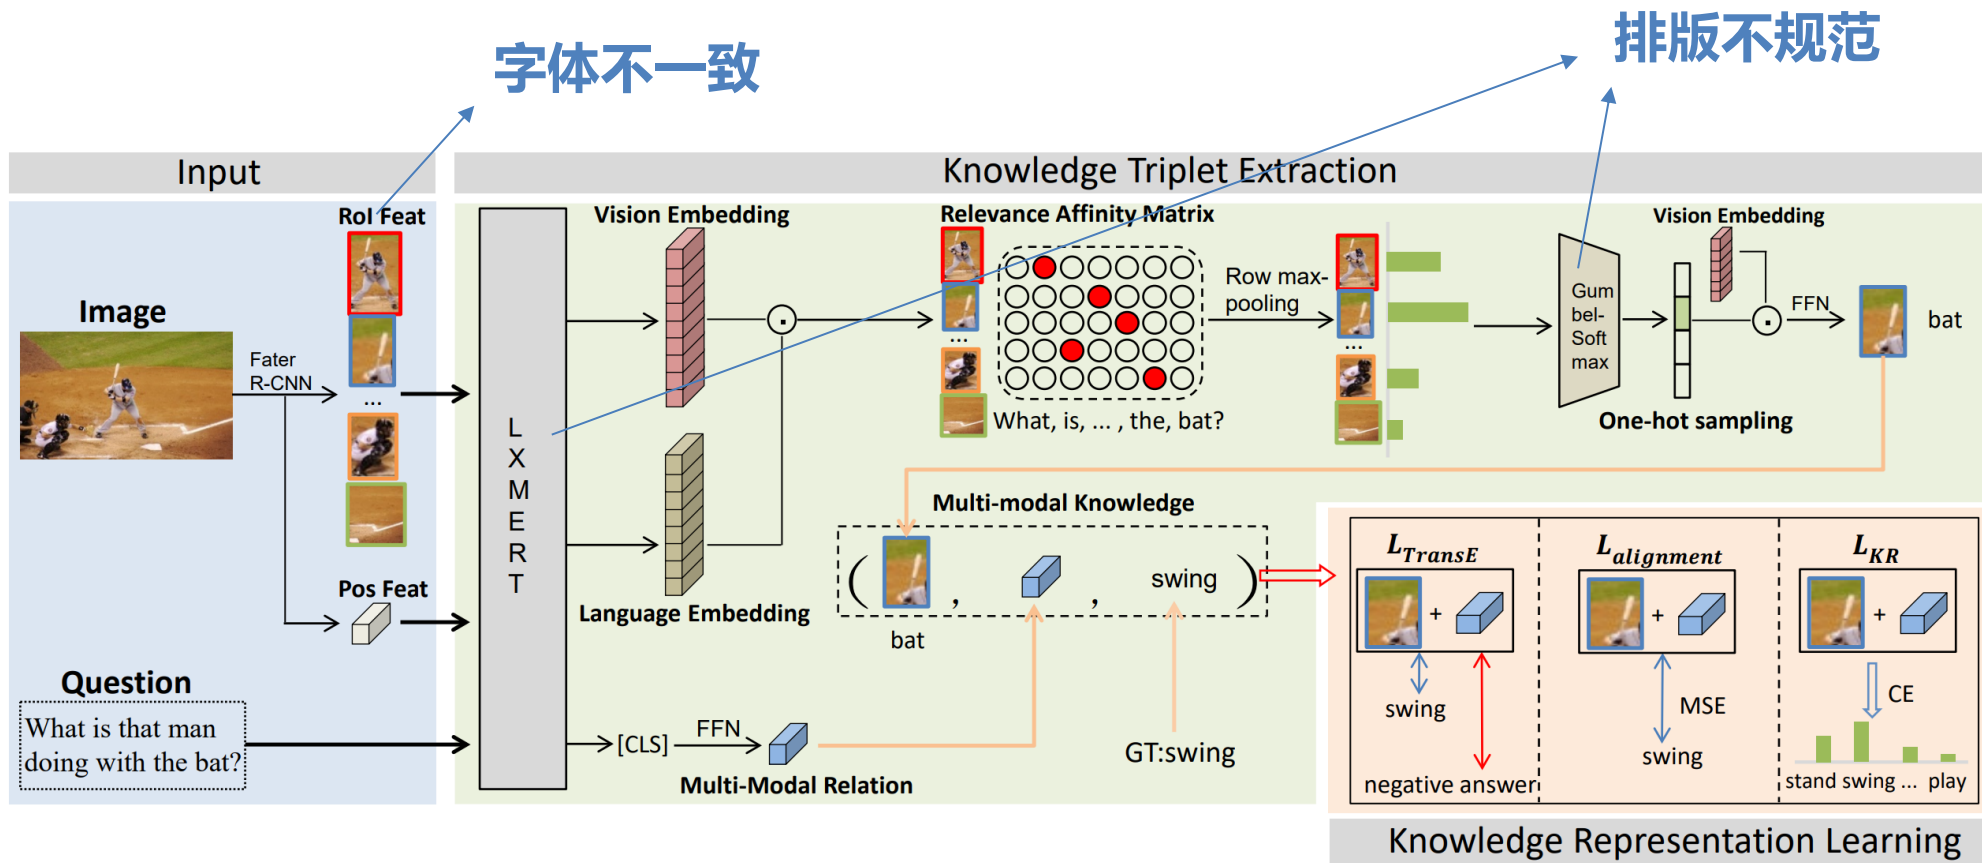 字体不一致
排版不规范
Input
Knowledge Triplet Extraction
RoI Feat
Image
Fater
R-CNN
...
Pos Feat
Question
What is that man
doing with the bat?
L
X
M
E
R
T
Vision Embedding
Language Embedding
[CLS]
FFN
Multi-Modal Relation
Relevance Affinity Matrix
...
What, is, ... , the, bat?
Row max-
pooling
...
Gum
bel-
Soft
max
One-hot sampling
Vision Embedding
FFN
bat
Multi-modal Knowledge
( , , swing )
bat
GT:swing
L_TransE
+
swing
negative answer
L_alignment
+
MSE
swing
L_KR
+
CE
stand swing ... play
Knowledge Representation Learning